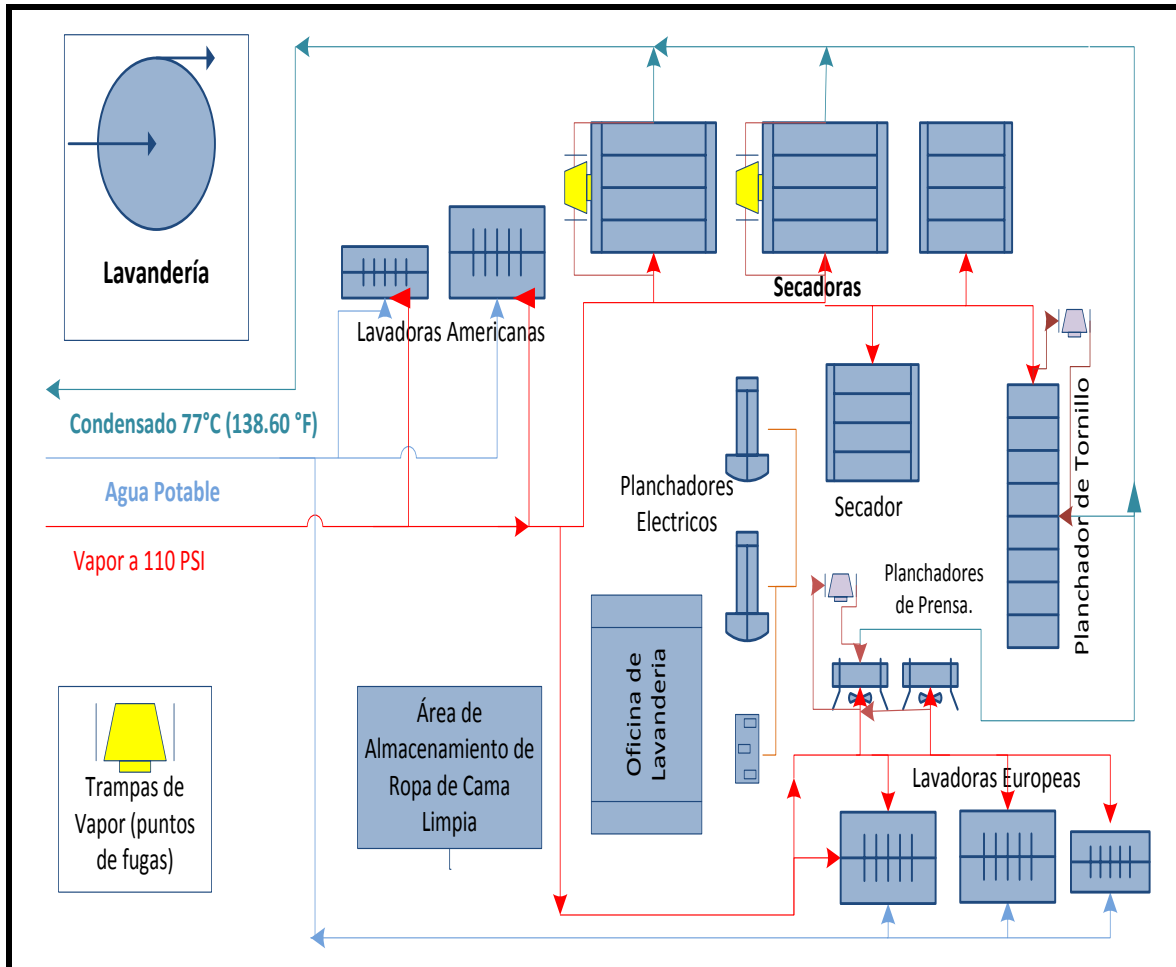 Lavandería
Lavadoras Americanas
Secadoras
Condensado 77°C (138.60 °F)
Agua Potable
Vapor a 110 PSI
Planchadores
Electricos
Secador
Planchador de Tornillo
Planchadores
de Prensa.
Oficina de
Lavanderia
Lavadoras Europeas
Trampas de
Vapor (puntos
de fugas)
Área de
Almacenamiento de
Ropa de Cama
Limpia